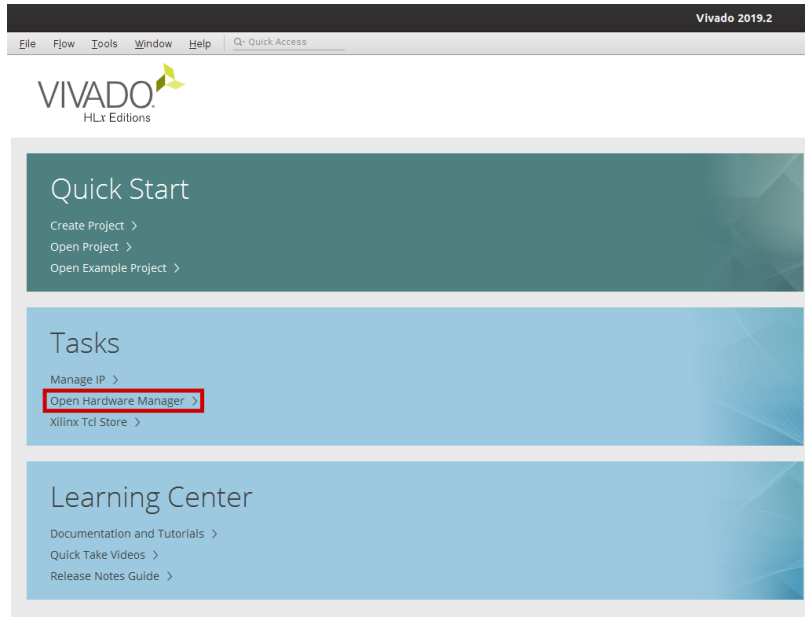 Vivado 2019.2
File Flow Tools Window Help Q- Quick Access
VIVADO.
HLx Editions
Quick Start
Create Project >
Open Project >
Open Example Project >
Tasks
Manage IP >
Open Hardware Manager >
Xilinx Tcl Store >
Learning Center
Documentation and Tutorials >
Quick Take Videos >
Release Notes Guide >